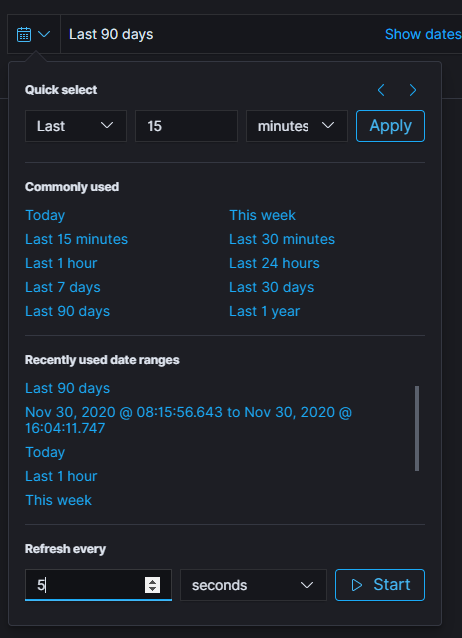 Last 90 days Show dates
Quick select
Last 15 minutes Apply
Commonly used
Today This week
Last 15 minutes Last 30 minutes
Last 1 hour Last 24 hours
Last 7 days Last 30 days
Last 90 days Last 1 year
Recently used date ranges
Last 90 days
Nov 30, 2020 @ 08:15:56.643 to Nov 30, 2020 @
16:04:11.747
Today
Last 1 hour
This week
Refresh every
5 seconds Start